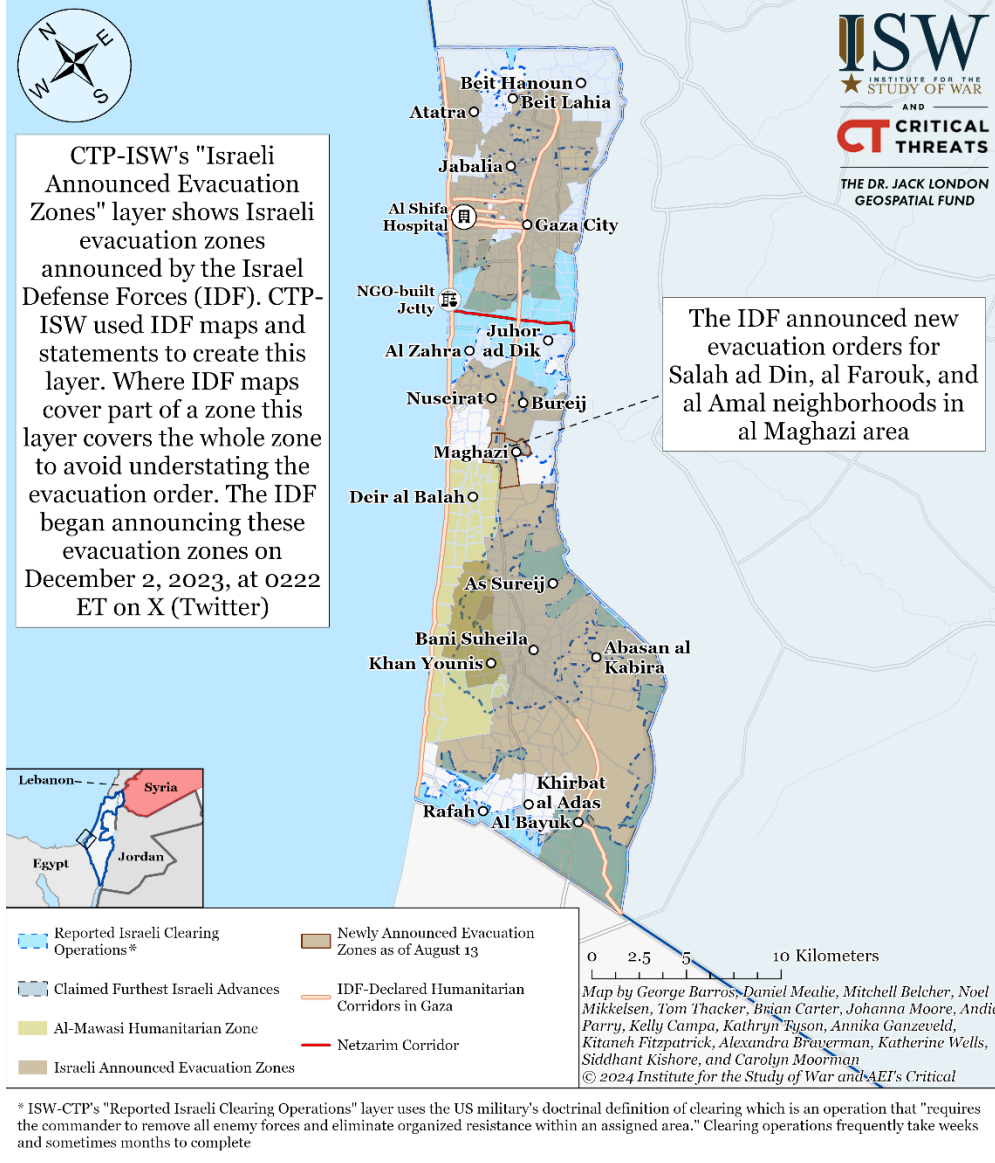 N
E
W
S
ISW
INSTITUTE FOR THE
STUDY OF WAR
AND
CT CRITICAL
THREATS
THE DR. JACK LONDON
GEOSPATIAL FUND
CTP-ISW's "Israeli
Announced Evacuation
Zones" layer shows Israeli
evacuation zones
announced by the Israel
Defense Forces (IDF). CTP-
ISW used IDF maps and
statements to create this
layer. Where IDF maps
cover part of a zone this
layer covers the whole zone
to avoid understating the
evacuation order. The IDF
began announcing these
evacuation zones on
December 2, 2023, at 0222
ET on X (Twitter)
Beit Hanoun
Beit Lahia
Atatra
Jabalia
Al Shifa
Hospital
Gaza City
NGO-built
Jetty
Juhor
ad Dik
Al Zahra
Nuseirat
Bureij
Maghazi
Deir al Balah
As Sureij
Bani Suheila
Khan Younis
Abasan al
Kabira
Khirbat
al Adas
Rafah
Al Bayuk
The IDF announced new
evacuation orders for
Salah ad Din, al Farouk, and
al Amal neighborhoods in
al Maghazi area
Lebanon
Syria
Egypt
Jordan
Reported Israeli Clearing
Operations*
Claimed Furthest Israeli Advances
Al-Mawasi Humanitarian Zone
Israeli Announced Evacuation Zones
Newly Announced Evacuation
Zones as of August 13
IDF-Declared Humanitarian
Corridors in Gaza
Netzarim Corridor
0 2.5 5 10 Kilometers
Map by George Barros, Daniel Mealie, Mitchell Belcher, Noel
Mikkelsen, Tom Thacker, Brian Carter, Johanna Moore, Andie
Parry, Kelly Campa, Kathryn Tyson, Annika Ganzeveld,
Kitaneh Fitzpatrick, Alexandra Braverman, Katherine Wells,
Siddhant Kishore, and Carolyn Moorman
© 2024 Institute for the Study of War and AEI's Critical
* ISW-CTP's "Reported Israeli Clearing Operations" layer uses the US military's doctrinal definition of clearing which is an operation that "requires
the commander to remove all enemy forces and eliminate organized resistance within an assigned area." Clearing operations frequently take weeks
and sometimes months to complete